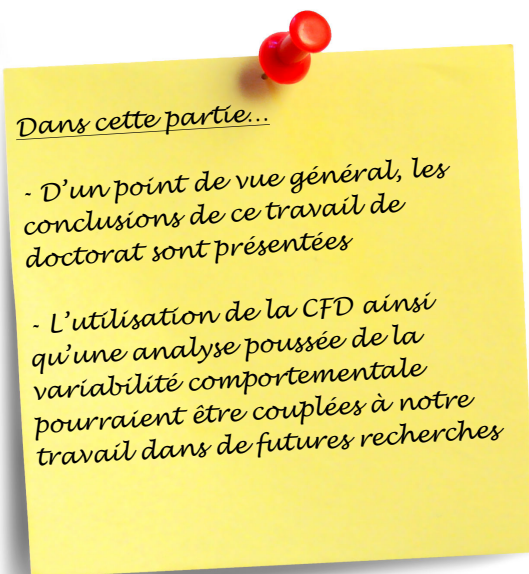 Dans cette partie...
- D'un point de vue général, les
conclusions de ce travail de
doctorat sont présentées
- L'utilisation de la CFD ainsi
qu'une analyse poussée de la
variabilité comportementale
pourraient être couplées à notre
travail dans de futures recherches